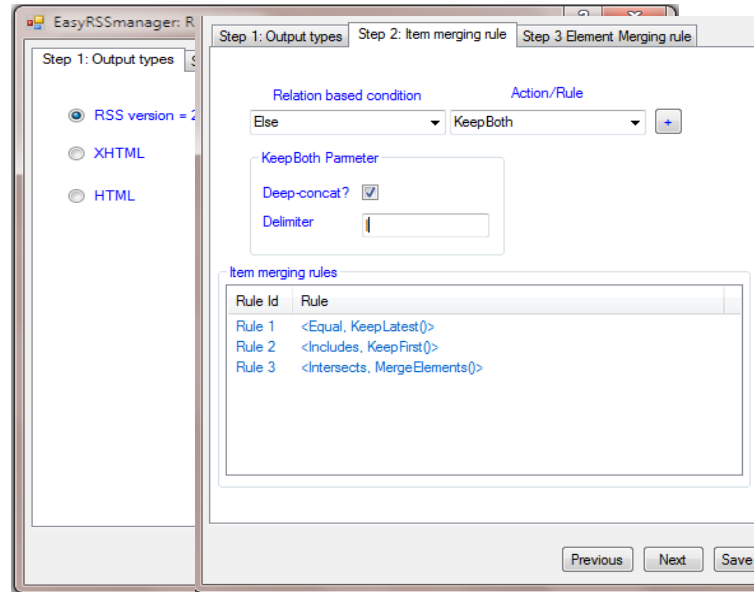 EasyRSSmanager: R
Step 1: Output types
RSS version = 2
XHTML
HTML
Step 1: Output types Step 2: Item merging rule Step 3 Element Merging rule
Relation based condition Action/Rule
Else KeepBoth +
KeepBoth Parmeter
Deep-concat?
Delimiter
Item merging rules
Rule Id Rule
Rule 1 <Equal, KeepLatest()>
Rule 2 <Includes, KeepFirst()>
Rule 3 <Intersects, MergeElements()>
Previous Next Save